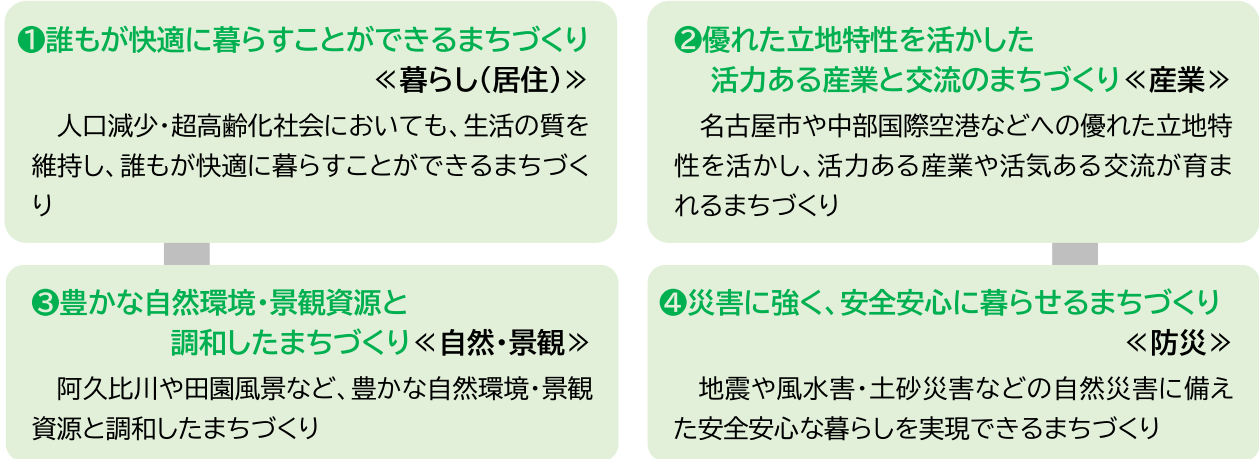 ❶誰もが快適に暮らすことができるまちづくり
≪暮らし(居住)≫
人口減少・超高齢化社会においても、生活の質を
維持し、誰もが快適に暮らすことができるまちづく
り
❷優れた立地特性を活かした
活力ある産業と交流のまちづくり≪産業≫
名古屋市や中部国際空港などへの優れた立地特
性を活かし、活力ある産業や活気ある交流が育ま
れるまちづくり
❸豊かな自然環境・景観資源と
調和したまちづくり≪自然・景観≫
阿久比川や田園風景など、豊かな自然環境・景観
資源と調和したまちづくり
❹災害に強く、安全安心に暮らせるまちづくり
≪防災≫
地震や風水害・土砂災害などの自然災害に備え
た安全安心な暮らしを実現できるまちづくり